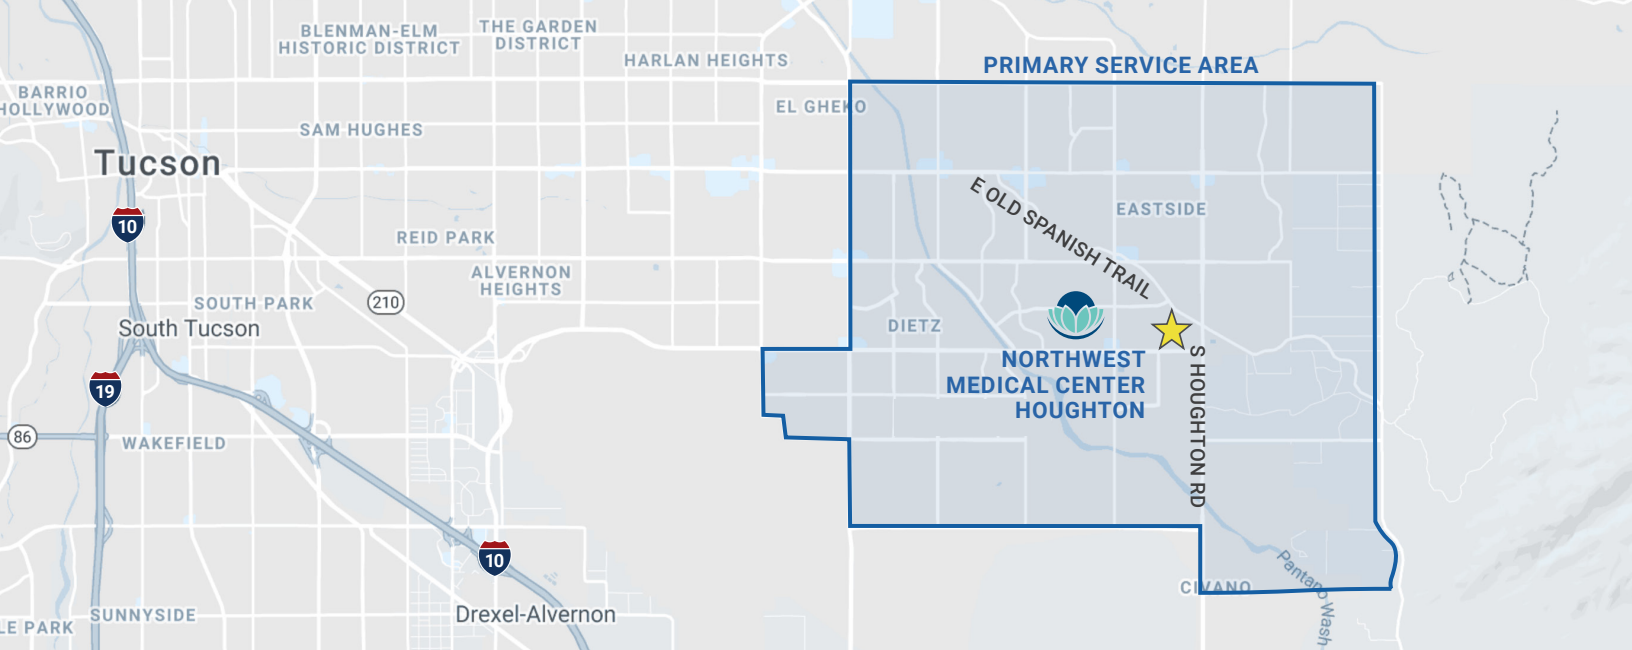 BLENMAN-ELM
HISTORIC DISTRICT
THE GARDEN
DISTRICT
HARLAN HEIGHTS
PRIMARY SERVICE AREA
BARRIO
HOLLYWOOD
EL GHEKO
SAM HUGHES
Tucson
10
E OLD SPANISH TRAIL
EASTSIDE
REID PARK
ALVERNON
HEIGHTS
SOUTH PARK
210
South Tucson
DIETZ
NORTHWEST
MEDICAL CENTER
HOUGHTON
S HOUGHTON RD
19
86
WAKEFIELD
10
CIVANO
Pantano Wash
Drexel-Alvernon
SUNNYSIDE
LE PARK